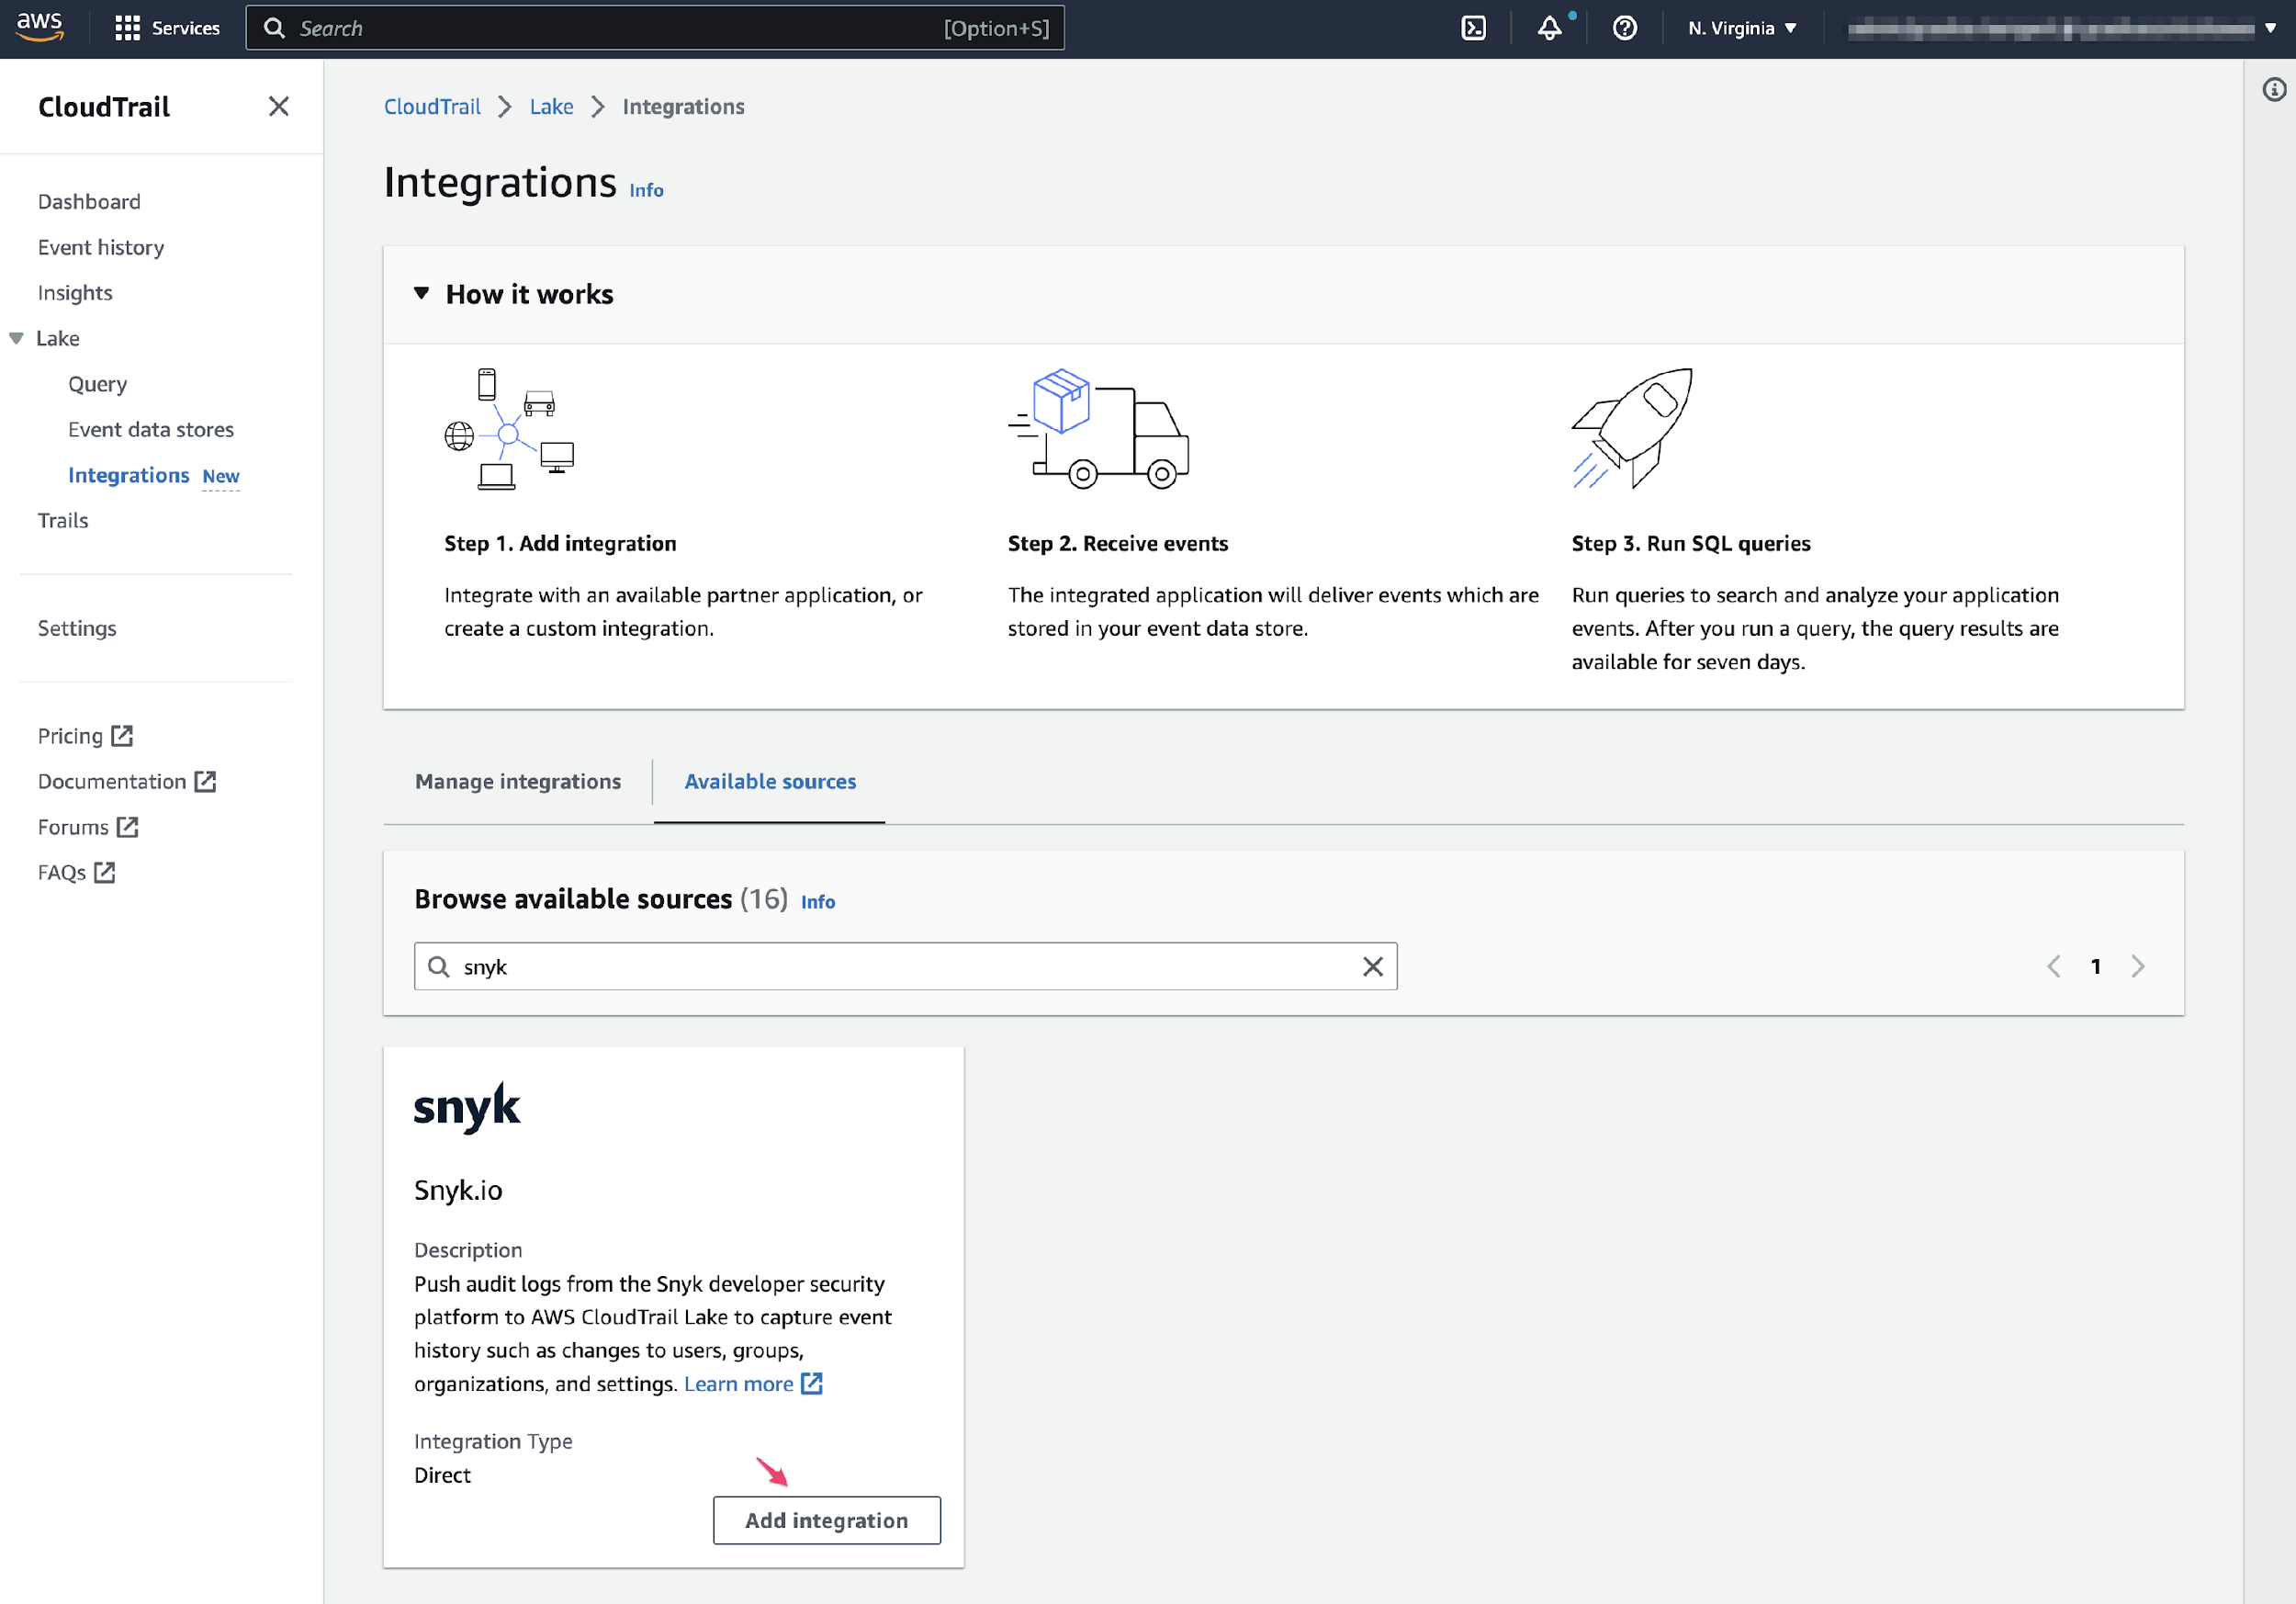 aws
Services
Search
[Option+S]
N. Virginia
CloudTrail
Dashboard
Event history
Insights
Lake
Query
Event data stores
Integrations New
Trails
Settings
Pricing
Documentation
Forums
FAQs
CloudTrail
Lake
Integrations
Integrations Info
How it works
Step 1. Add integration
Integrate with an available partner application, or
create a custom integration.
Step 2. Receive events
The integrated application will deliver events which are
stored in your event data store.
Step 3. Run SQL queries
Run queries to search and analyze your application
events. After you run a query, the query results are
available for seven days.
Manage integrations
Available sources
Browse available sources (16) Info
snyk
1
snyk
Snyk.io
Description
Push audit logs from the Snyk developer security
platform to AWS CloudTrail Lake to capture event
history such as changes to users, groups,
organizations, and settings. Learn more
Integration Type
Direct
Add integration